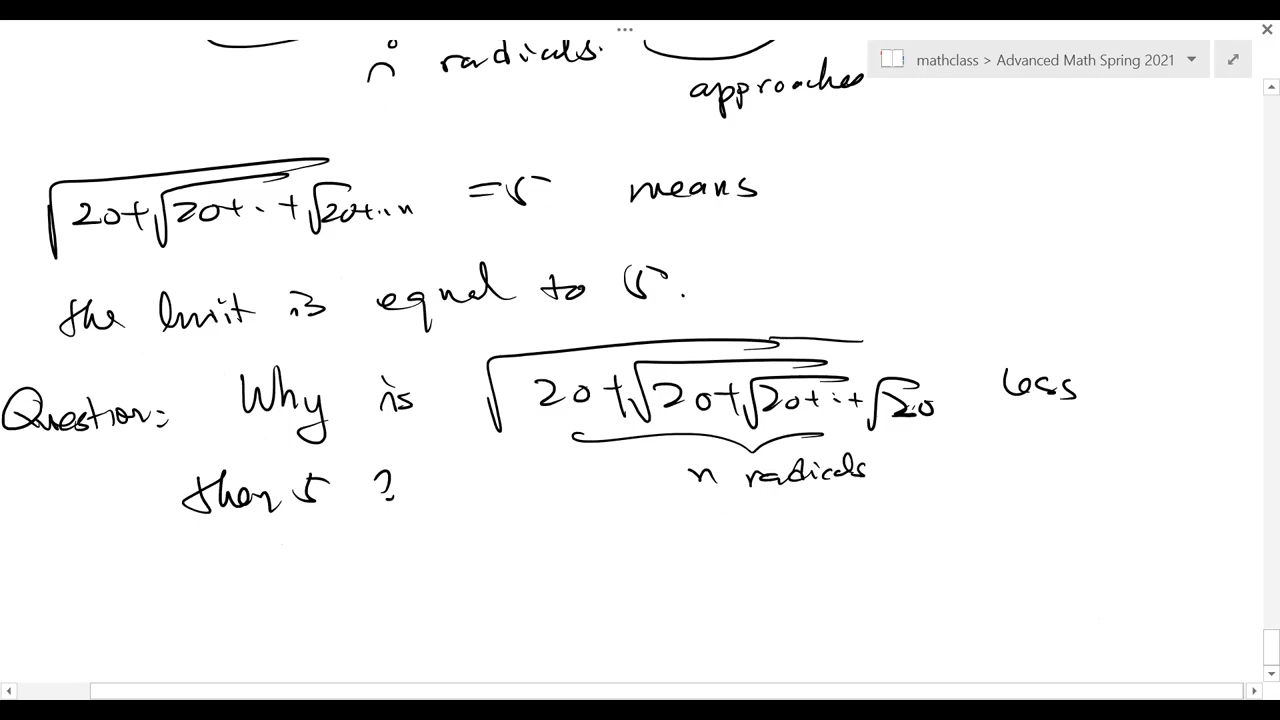 n radicals.
mathclass > Advanced Math Spring 2021
approaches
√(20+√(20+..+√(20+... = 5 means
the limit is equal to 5.
Question: Why is √(20+√(20+√(20+..+√20 less
n radicals
than 5 ?